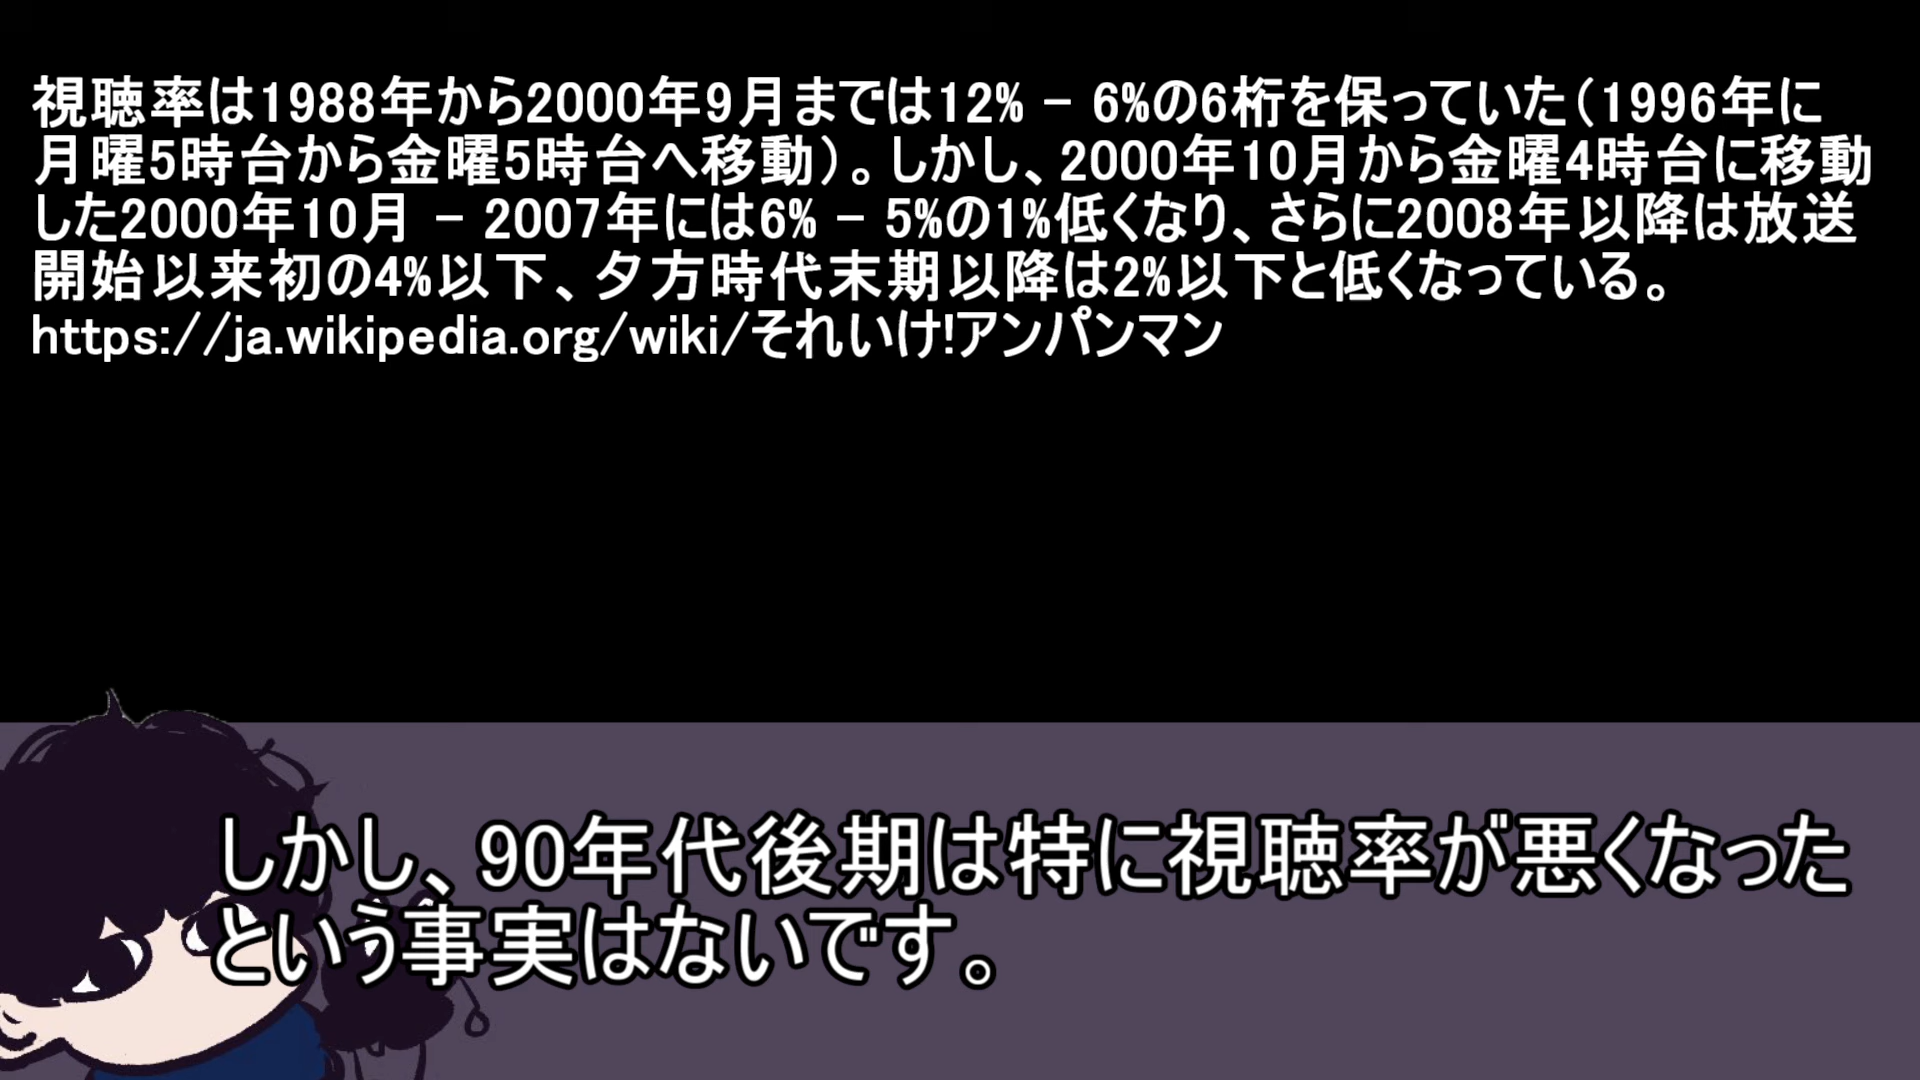 視聴率は1988年から2000年9月までは12% − 6%の6桁を保っていた（1996年に
月曜5時台から金曜5時台へ移動）。しかし、2000年10月から金曜4時台に移動
した2000年10月 − 2007年には6% − 5%の1%低くなり、さらに2008年以降は放送
開始以来初の4%以下、夕方時代末期以降は2%以下と低くなっている。
https://ja.wikipedia.org/wiki/それいけ!アンパンマン
しかし、90年代後期は特に視聴率が悪くなった
という事実はないです。